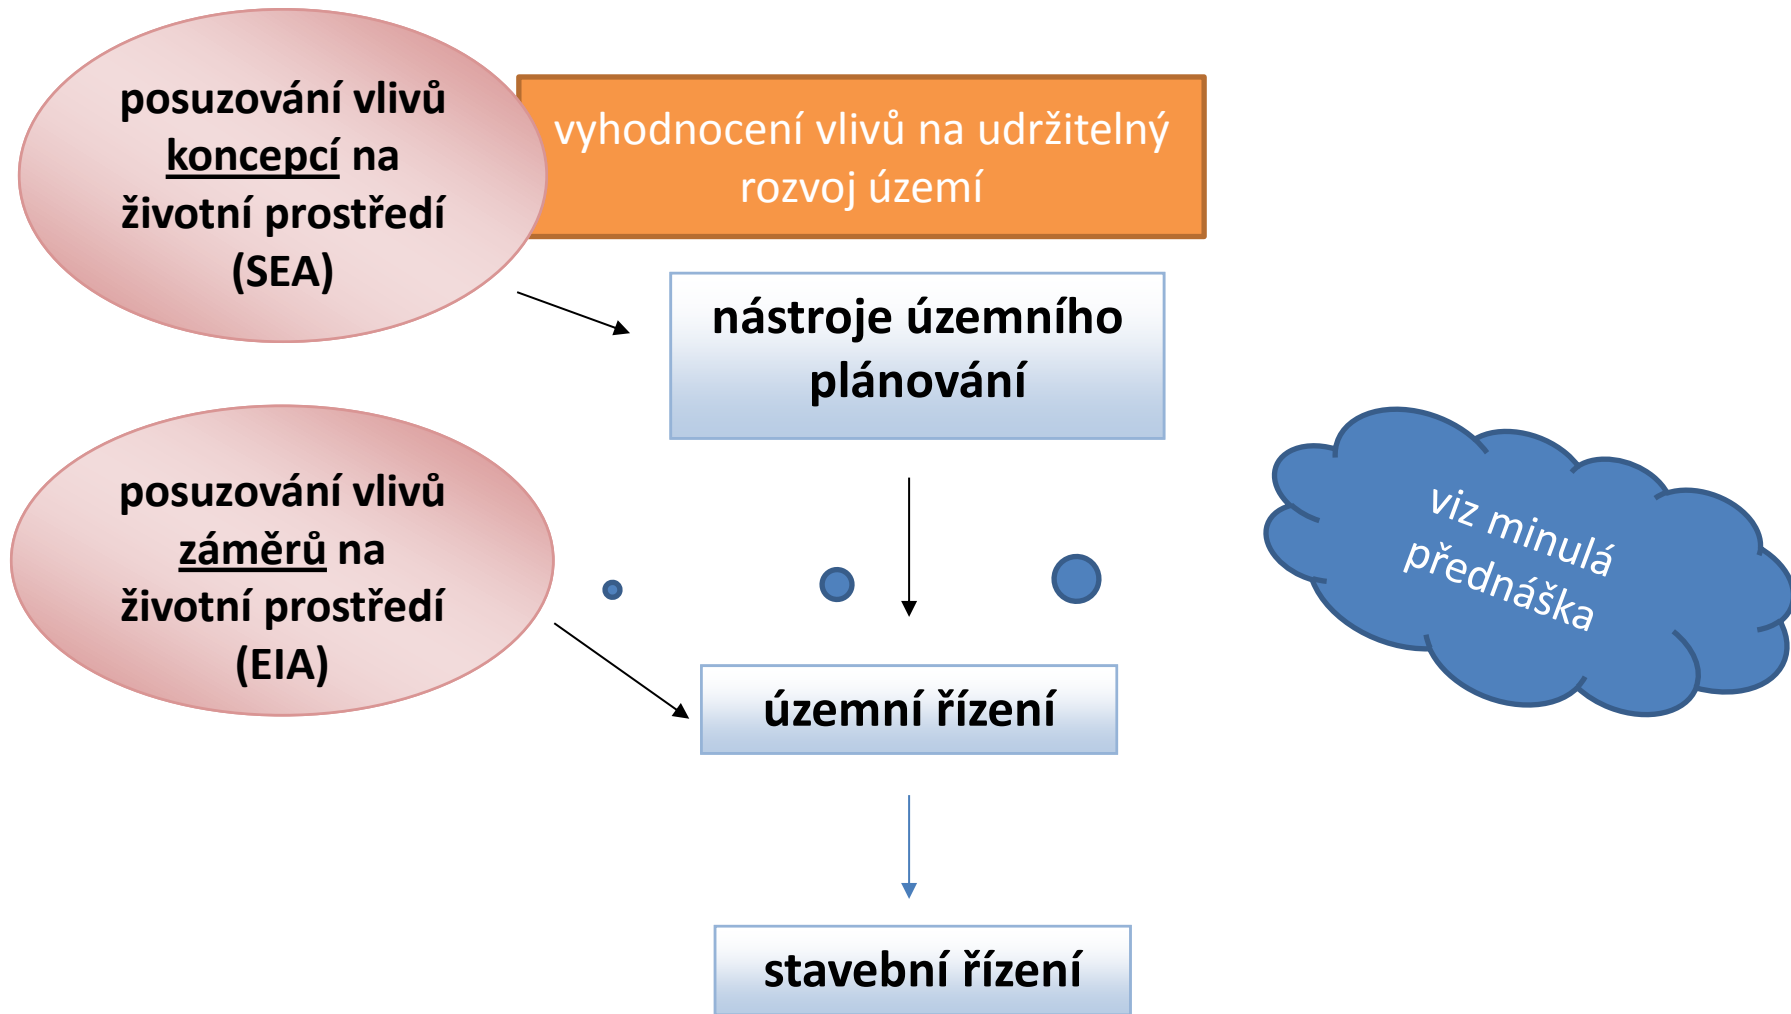 posuzování vlivů
koncepcí na
životní prostředí
(SEA)
vyhodnocení vlivů na udržitelný
rozvoj území
nástroje územního
plánování
posuzování vlivů
záměrů na
životní prostředí
(EIA)
viz minulá
přednáška
územní řízení
stavební řízení